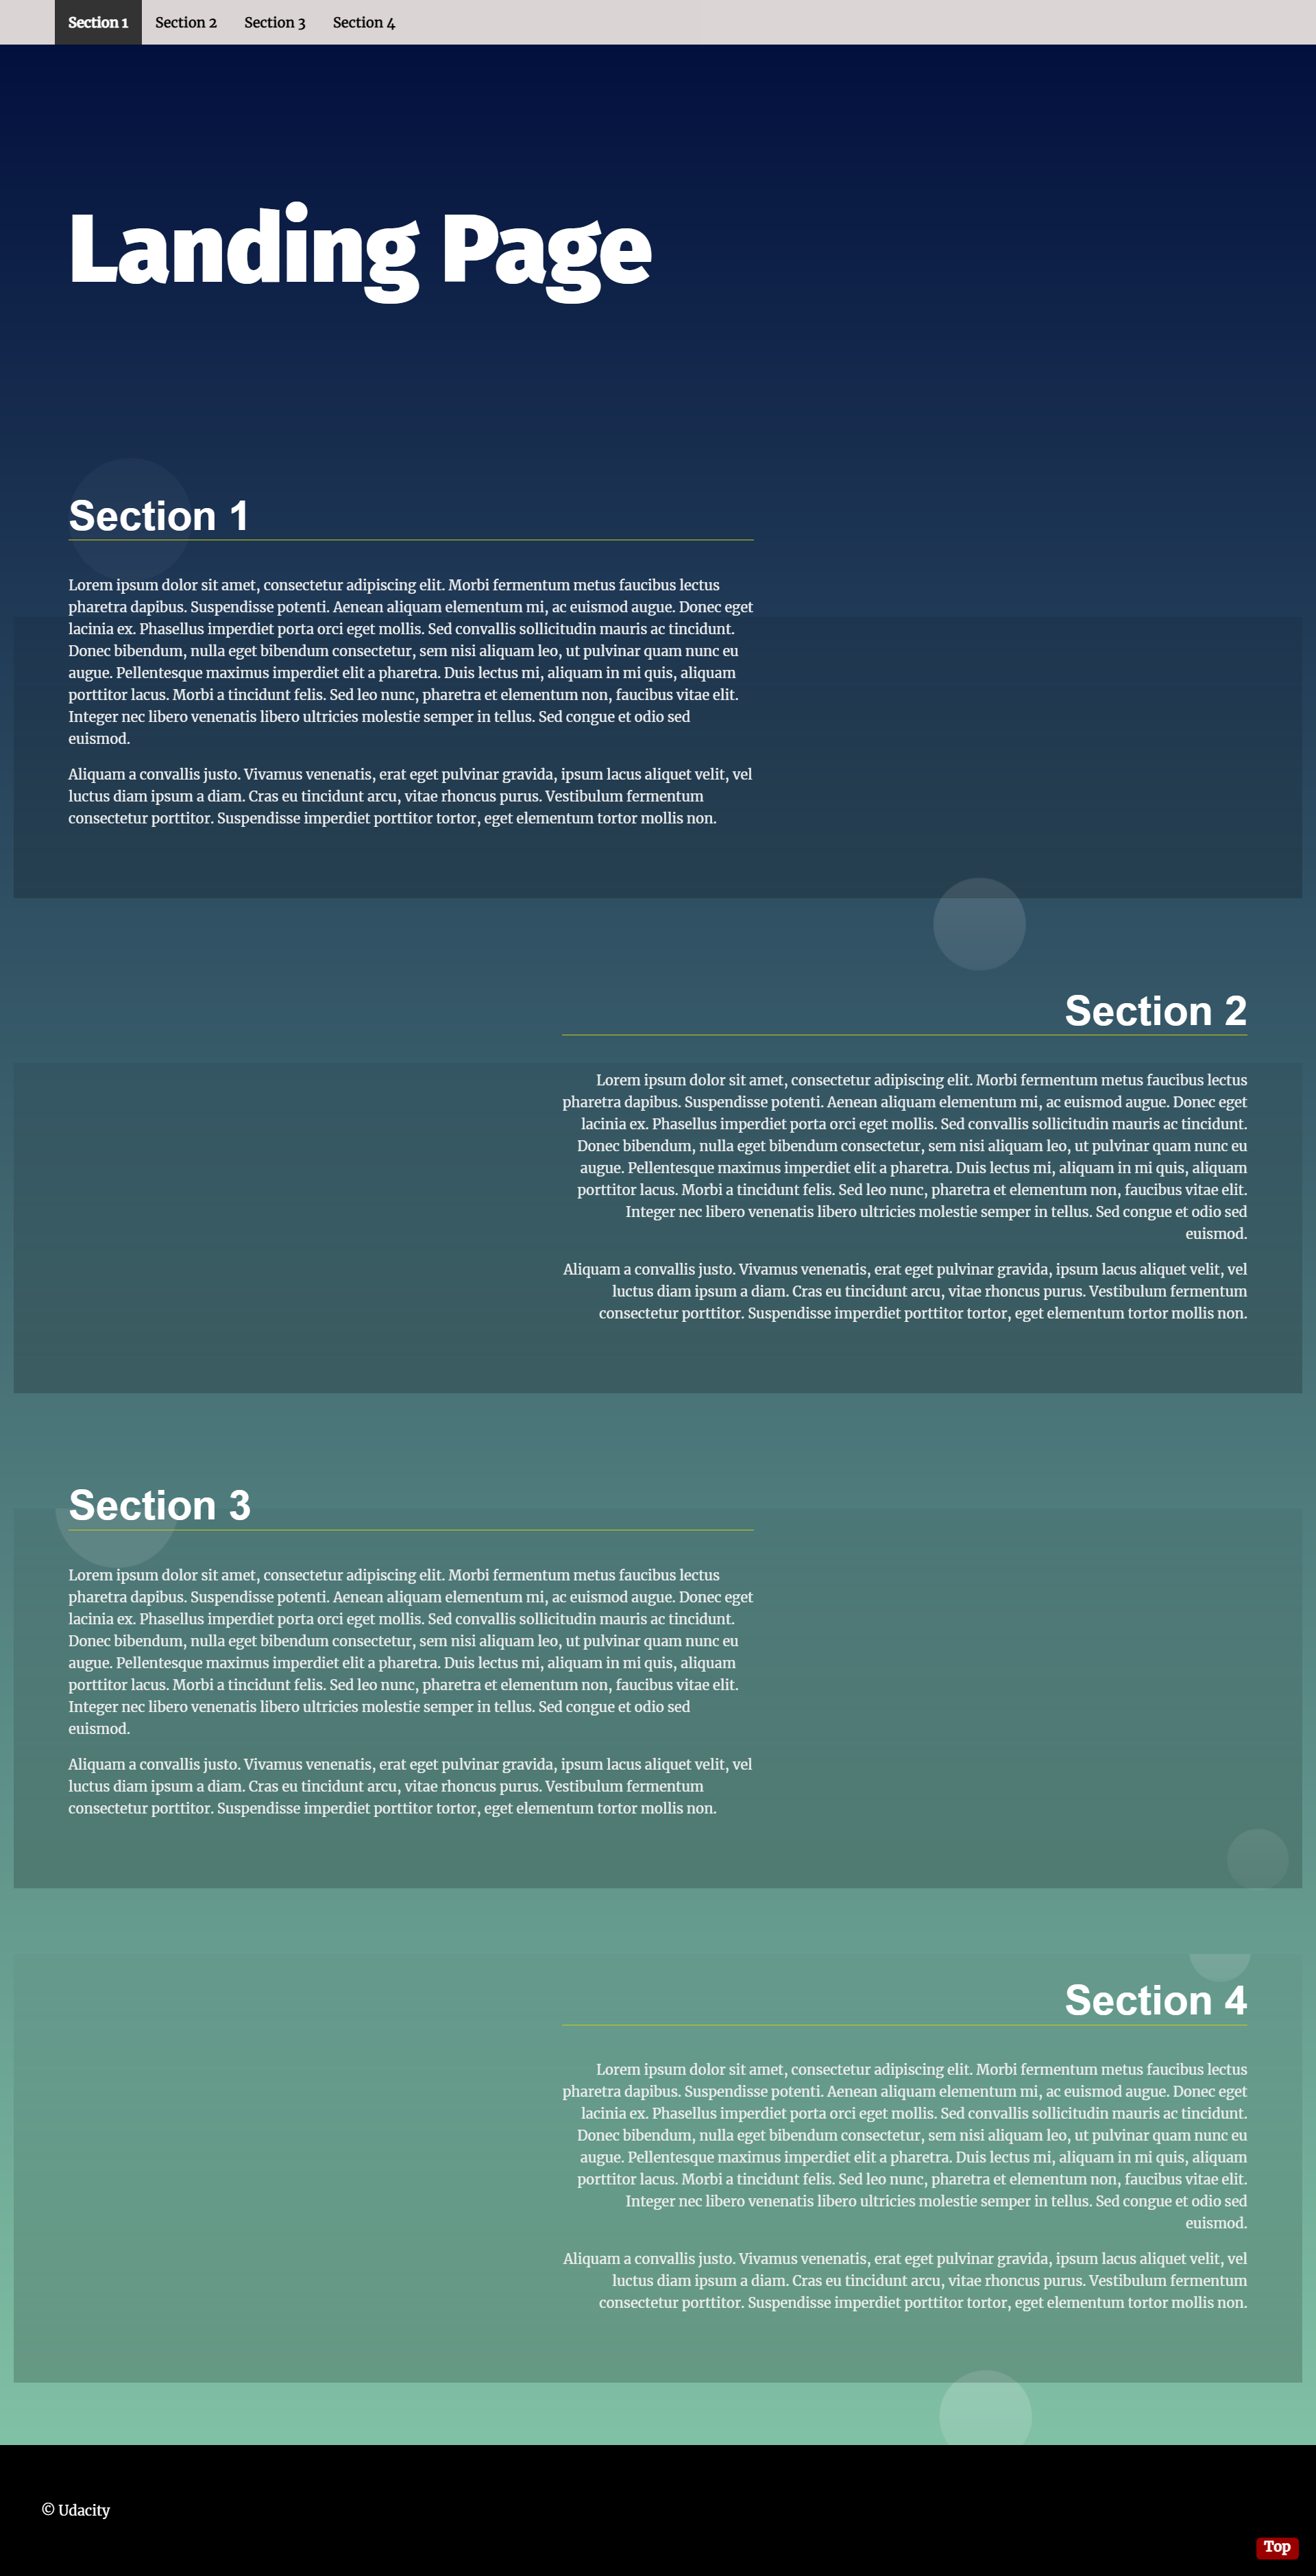 Section 1 Section 2 Section 3 Section 4
Landing Page
Section 1
Lorem ipsum dolor sit amet, consectetur adipiscing elit. Morbi fermentum metus faucibus lectus
pharetra dapibus. Suspendisse potenti. Aenean aliquam elementum mi, ac euismod augue. Donec eget
lacinia ex. Phasellus imperdiet porta orci eget mollis. Sed convallis sollicitudin mauris ac tincidunt.
Donec bibendum, nulla eget bibendum consectetur, sem nisi aliquam leo, ut pulvinar quam nunc eu
augue. Pellentesque maximus imperdiet elit a pharetra. Duis lectus mi, aliquam in mi quis, aliquam
porttitor lacus. Morbi a tincidunt felis. Sed leo nunc, pharetra et elementum non, faucibus vitae elit.
Integer nec libero venenatis libero ultricies molestie semper in tellus. Sed congue et odio sed
euismod.
Aliquam a convallis justo. Vivamus venenatis, erat eget pulvinar gravida, ipsum lacus aliquet velit, vel
luctus diam ipsum a diam. Cras eu tincidunt arcu, vitae rhoncus purus. Vestibulum fermentum
consectetur porttitor. Suspendisse imperdiet porttitor tortor, eget elementum tortor mollis non.
Section 2
Lorem ipsum dolor sit amet, consectetur adipiscing elit. Morbi fermentum metus faucibus lectus
pharetra dapibus. Suspendisse potenti. Aenean aliquam elementum mi, ac euismod augue. Donec eget
lacinia ex. Phasellus imperdiet porta orci eget mollis. Sed convallis sollicitudin mauris ac tincidunt.
Donec bibendum, nulla eget bibendum consectetur, sem nisi aliquam leo, ut pulvinar quam nunc eu
augue. Pellentesque maximus imperdiet elit a pharetra. Duis lectus mi, aliquam in mi quis, aliquam
porttitor lacus. Morbi a tincidunt felis. Sed leo nunc, pharetra et elementum non, faucibus vitae elit.
Integer nec libero venenatis libero ultricies molestie semper in tellus. Sed congue et odio sed
euismod.
Aliquam a convallis justo. Vivamus venenatis, erat eget pulvinar gravida, ipsum lacus aliquet velit, vel
luctus diam ipsum a diam. Cras eu tincidunt arcu, vitae rhoncus purus. Vestibulum fermentum
consectetur porttitor. Suspendisse imperdiet porttitor tortor, eget elementum tortor mollis non.
Section 3
Lorem ipsum dolor sit amet, consectetur adipiscing elit. Morbi fermentum metus faucibus lectus
pharetra dapibus. Suspendisse potenti. Aenean aliquam elementum mi, ac euismod augue. Donec eget
lacinia ex. Phasellus imperdiet porta orci eget mollis. Sed convallis sollicitudin mauris ac tincidunt.
Donec bibendum, nulla eget bibendum consectetur, sem nisi aliquam leo, ut pulvinar quam nunc eu
augue. Pellentesque maximus imperdiet elit a pharetra. Duis lectus mi, aliquam in mi quis, aliquam
porttitor lacus. Morbi a tincidunt felis. Sed leo nunc, pharetra et elementum non, faucibus vitae elit.
Integer nec libero venenatis libero ultricies molestie semper in tellus. Sed congue et odio sed
euismod.
Aliquam a convallis justo. Vivamus venenatis, erat eget pulvinar gravida, ipsum lacus aliquet velit, vel
luctus diam ipsum a diam. Cras eu tincidunt arcu, vitae rhoncus purus. Vestibulum fermentum
consectetur porttitor. Suspendisse imperdiet porttitor tortor, eget elementum tortor mollis non.
Section 4
Lorem ipsum dolor sit amet, consectetur adipiscing elit. Morbi fermentum metus faucibus lectus
pharetra dapibus. Suspendisse potenti. Aenean aliquam elementum mi, ac euismod augue. Donec eget
lacinia ex. Phasellus imperdiet porta orci eget mollis. Sed convallis sollicitudin mauris ac tincidunt.
Donec bibendum, nulla eget bibendum consectetur, sem nisi aliquam leo, ut pulvinar quam nunc eu
augue. Pellentesque maximus imperdiet elit a pharetra. Duis lectus mi, aliquam in mi quis, aliquam
porttitor lacus. Morbi a tincidunt felis. Sed leo nunc, pharetra et elementum non, faucibus vitae elit.
Integer nec libero venenatis libero ultricies molestie semper in tellus. Sed congue et odio sed
euismod.
Aliquam a convallis justo. Vivamus venenatis, erat eget pulvinar gravida, ipsum lacus aliquet velit, vel
luctus diam ipsum a diam. Cras eu tincidunt arcu, vitae rhoncus purus. Vestibulum fermentum
consectetur porttitor. Suspendisse imperdiet porttitor tortor, eget elementum tortor mollis non.
© Udacity
Top